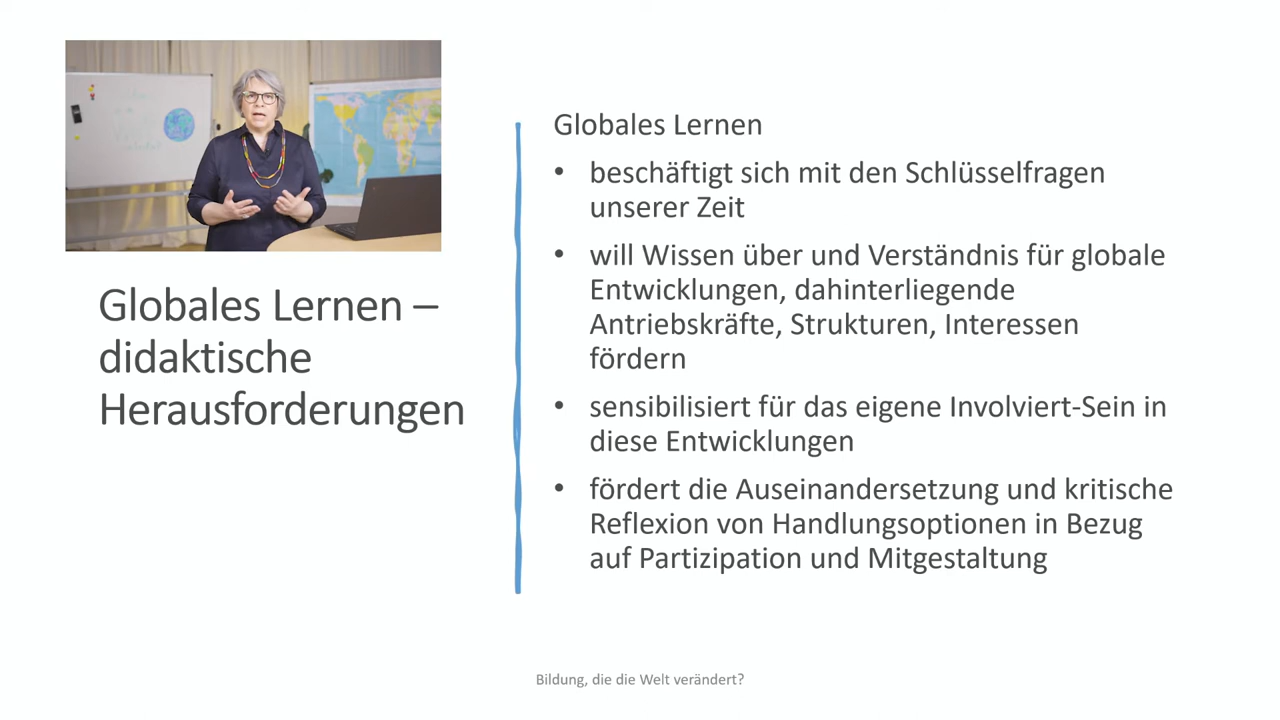 Globales Lernen –
didaktische
Herausforderungen
Globales Lernen
• beschäftigt sich mit den Schlüsselfragen
unserer Zeit
• will Wissen über und Verständnis für globale
Entwicklungen, dahinterliegende
Antriebskräfte, Strukturen, Interessen
fördern
• sensibilisiert für das eigene Involviert-Sein in
diese Entwicklungen
• fördert die Auseinandersetzung und kritische
Reflexion von Handlungsoptionen in Bezug
auf Partizipation und Mitgestaltung
Bildung, die die Welt verändert?